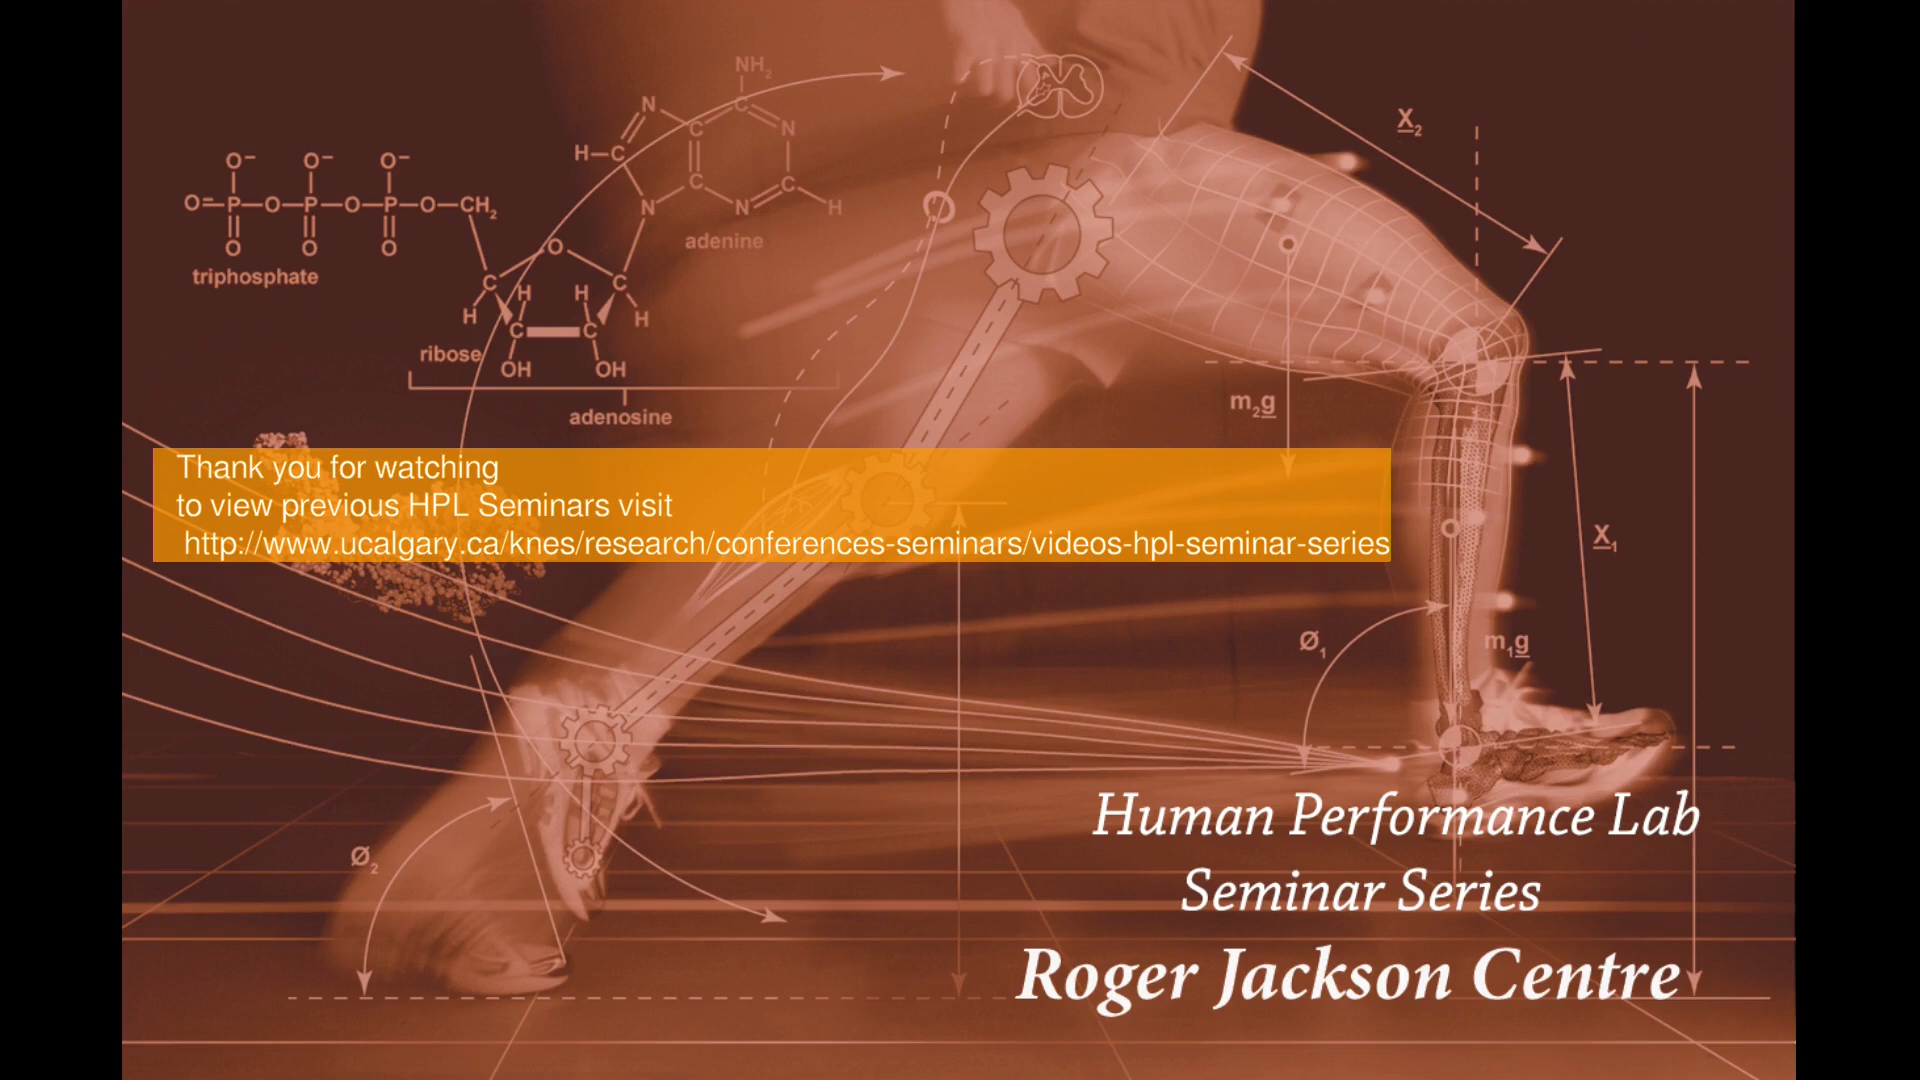 NH2
N
C
N
H–C
C
C
C
N
N
H
adenine
O– O– O–
O=P–O–P–O–P–O–CH2
O O O
triphosphate
O
C
C
H H
H
H
C C
ribose
OH OH
adenosine
X2
m2g
Thank you for watching
to view previous HPL Seminars visit
http://www.ucalgary.ca/knes/research/conferences-seminars/videos-hpl-seminar-series
X1
Ø1
m1g
Ø2
Human Performance Lab
Seminar Series
Roger Jackson Centre